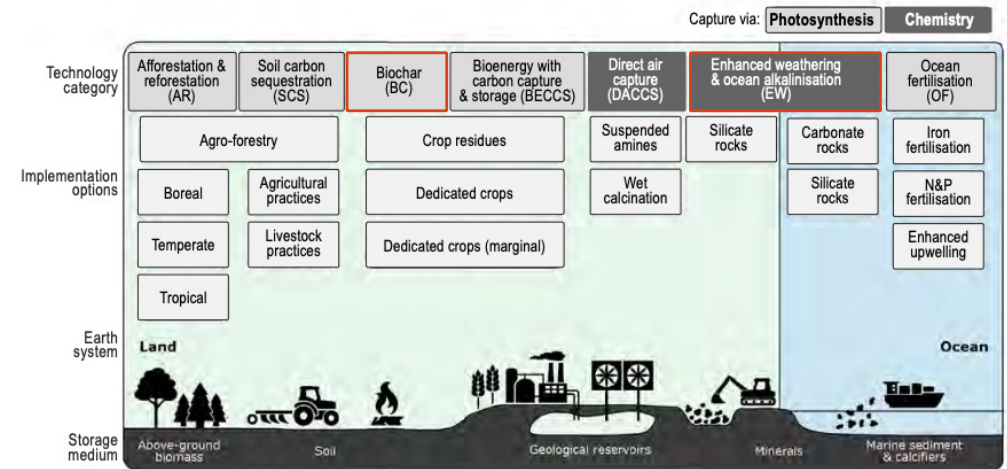 Capture via: Photosynthesis Chemistry
Technology
category
Afforestation &
reforestation
(AR)
Soil carbon
sequestration
(SCS)
Biochar
(BC)
Bioenergy with
carbon capture
& storage (BECCS)
Direct air
capture
(DACCS)
Enhanced weathering
& ocean alkalinisation
(EW)
Ocean
fertilisation
(OF)
Implementation
options
Agro-forestry
Crop residues
Suspended
amines
Silicate
rocks
Carbonate
rocks
Iron
fertilisation
Boreal
Agricultural
practices
Dedicated crops
Wet
calcination
Silicate
rocks
N&P
fertilisation
Temperate
Livestock
practices
Dedicated crops (marginal)
Enhanced
upwelling
Tropical
Earth
system
Land
Ocean
Storage
medium
Above-ground
biomass
Soil
Geological reservoirs
Minerals
Marine sediment
& calcifiers